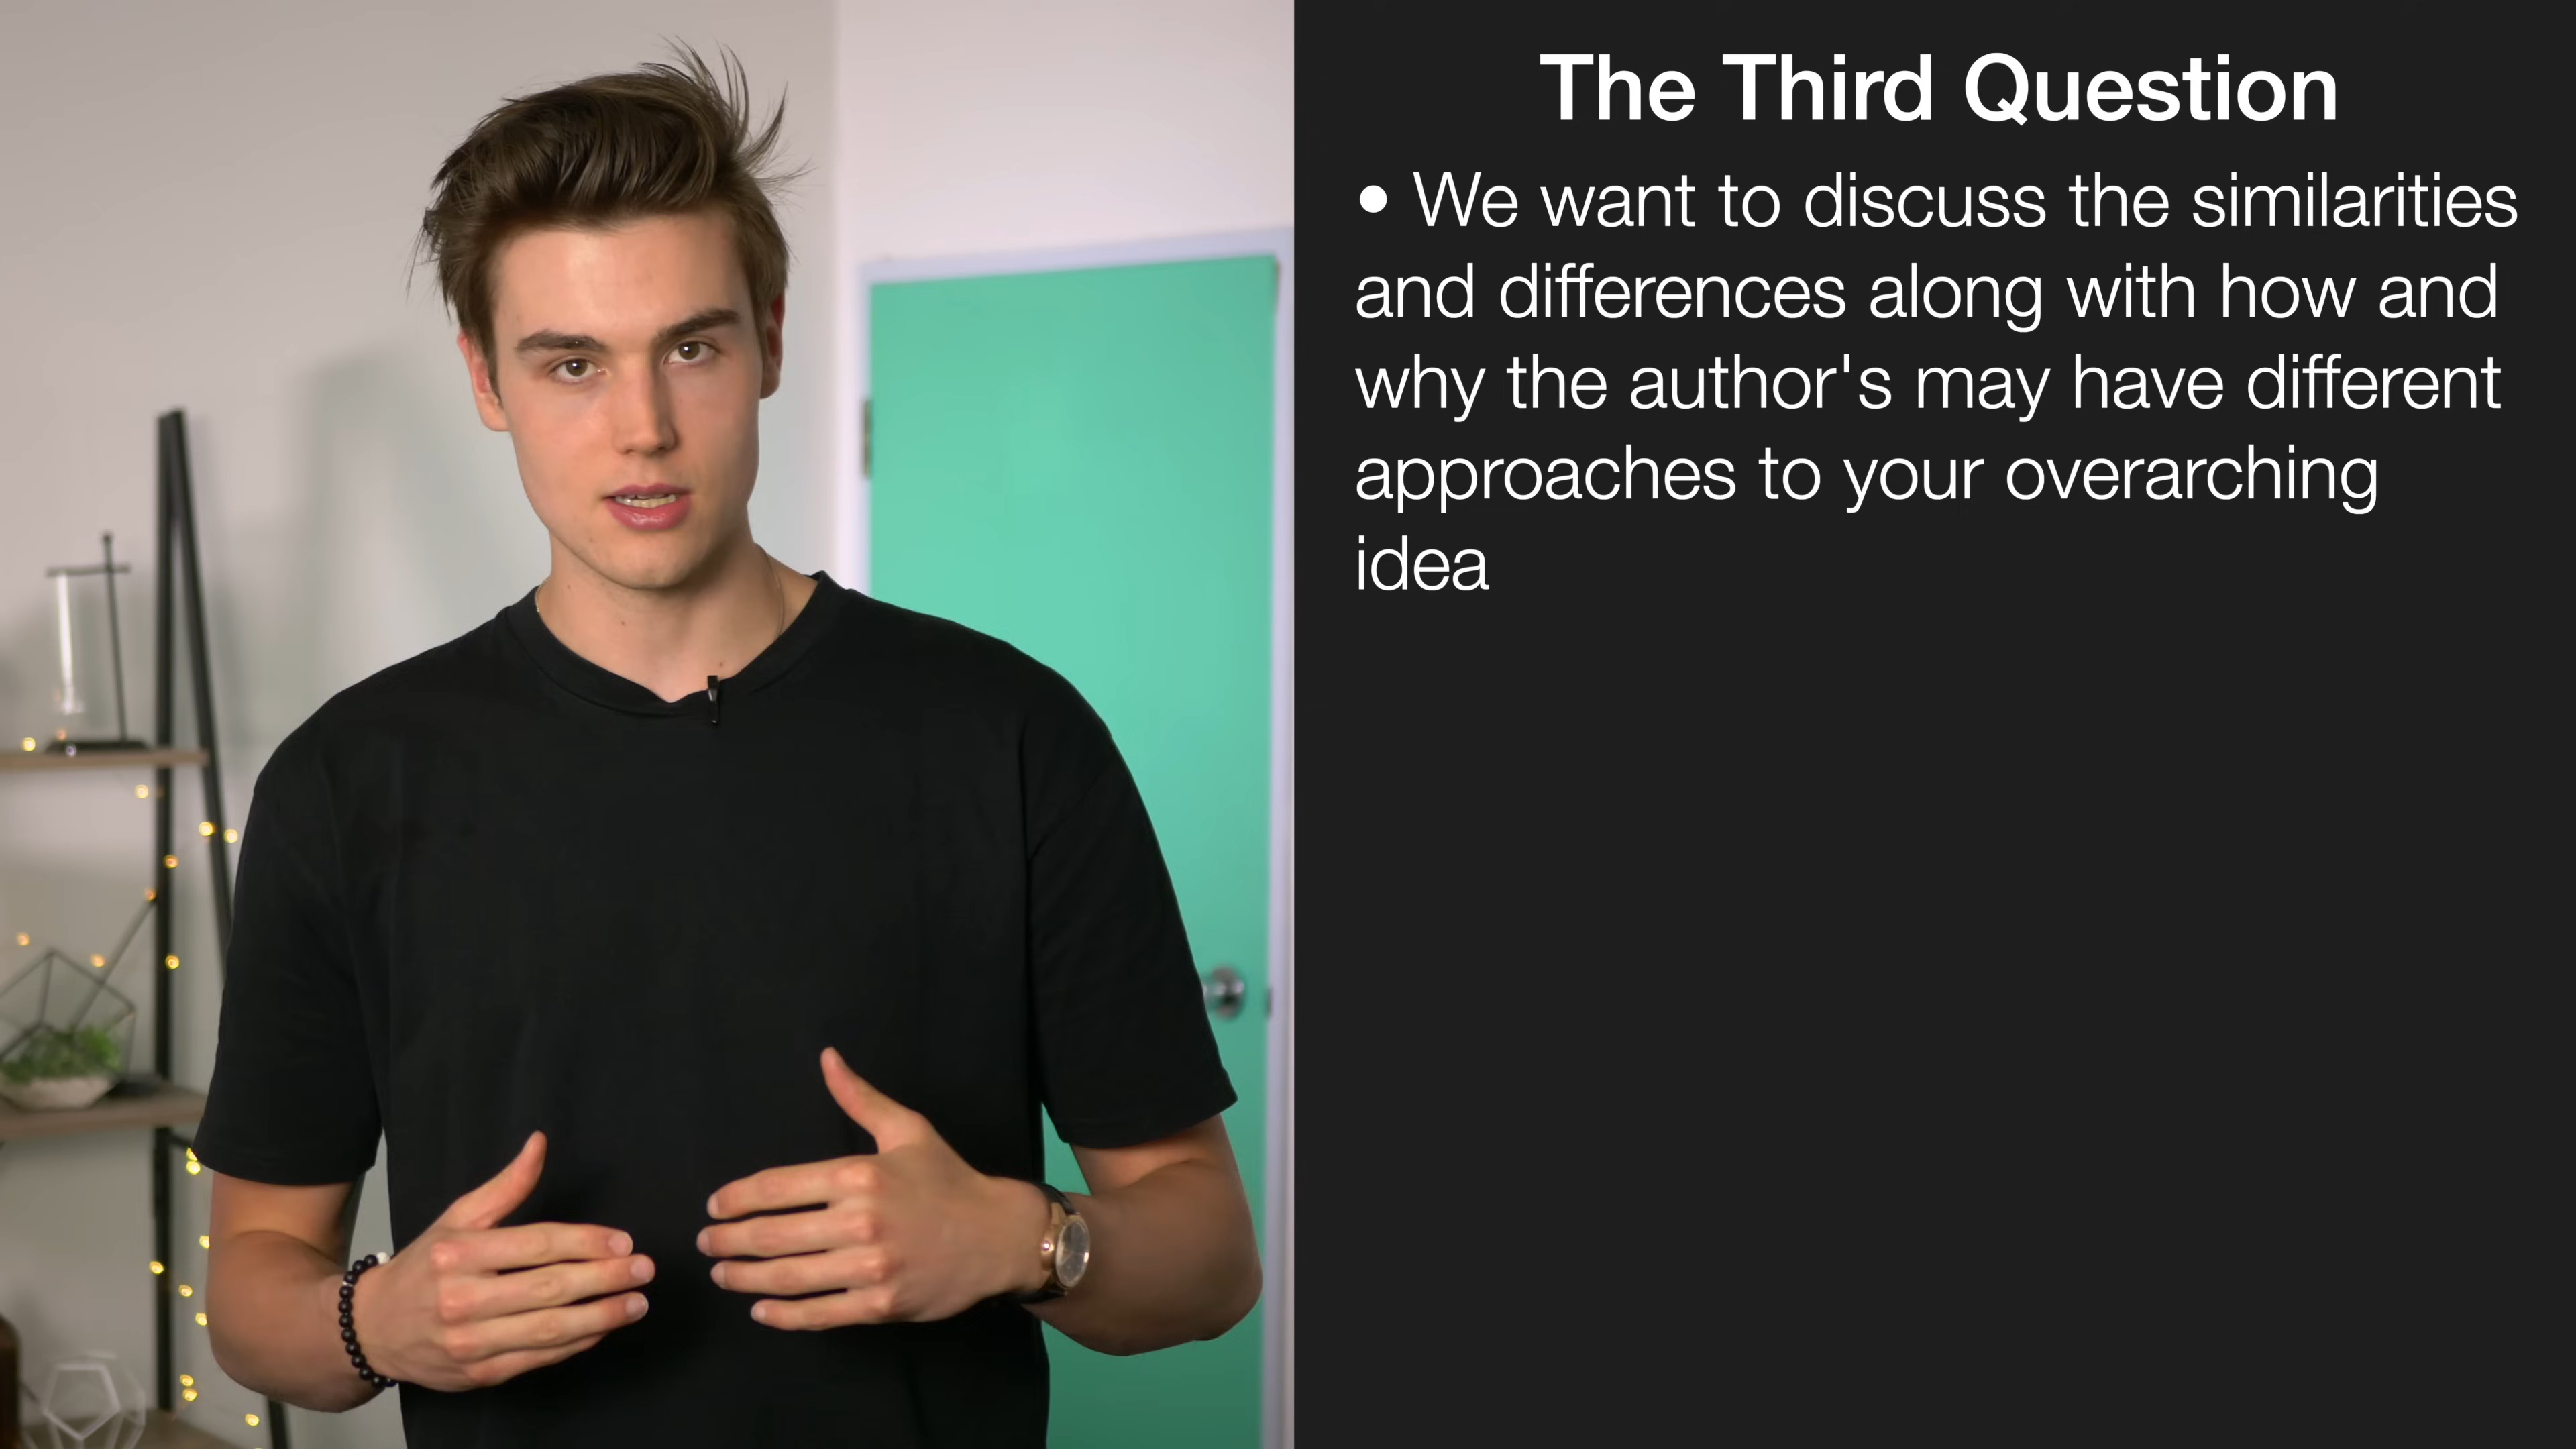 The Third Question
• We want to discuss the similarities
and differences along with how and
why the author's may have different
approaches to your overarching
idea